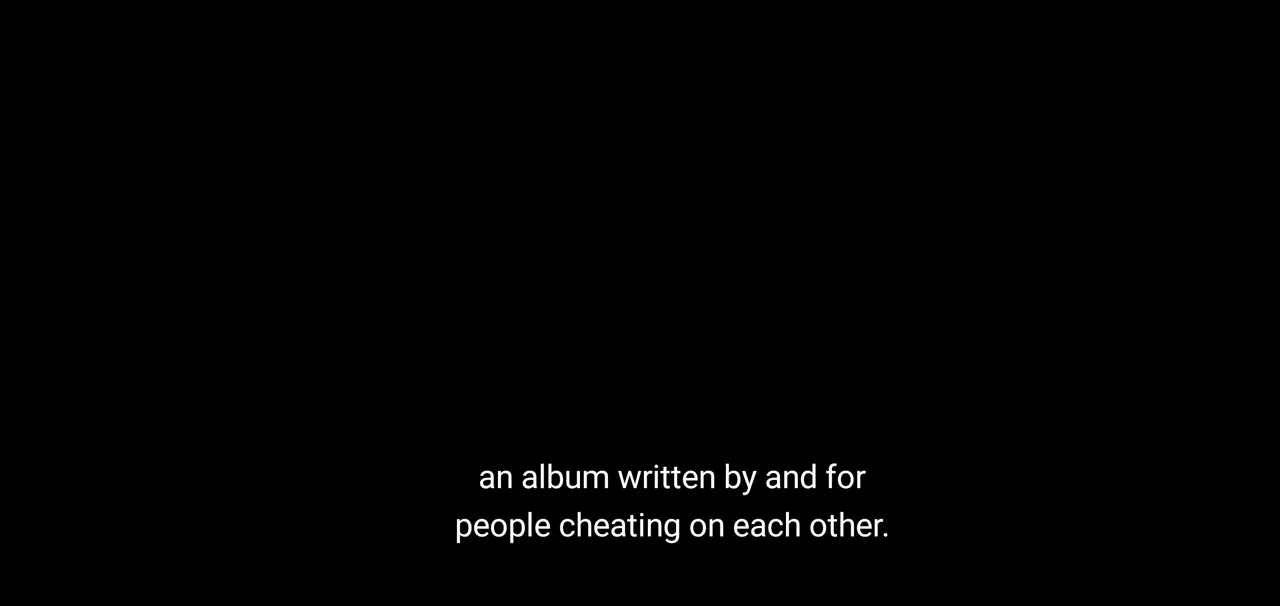 an album written by and for
people cheating on each other.